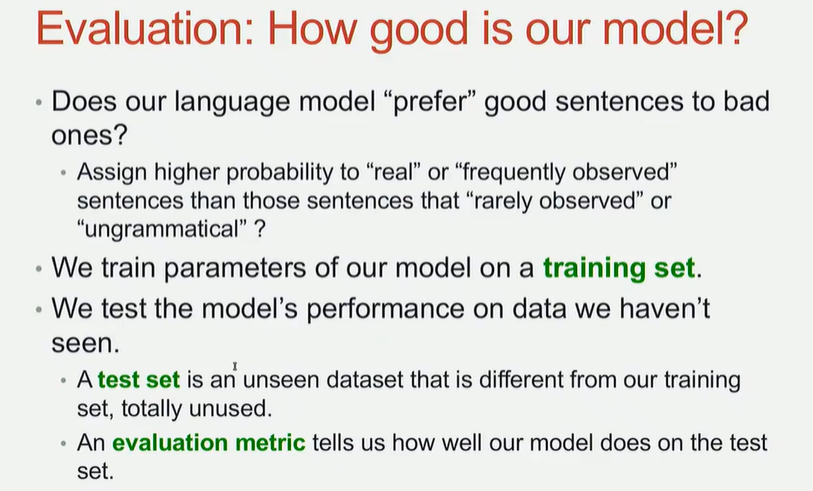 Evaluation: How good is our model?
• Does our language model “prefer” good sentences to bad
ones?
• Assign higher probability to “real” or “frequently observed”
sentences than those sentences that “rarely observed” or
“ungrammatical” ?
• We train parameters of our model on a training set.
• We test the model’s performance on data we haven’t
seen.
• A test set is an unseen dataset that is different from our training
set, totally unused.
• An evaluation metric tells us how well our model does on the test
set.